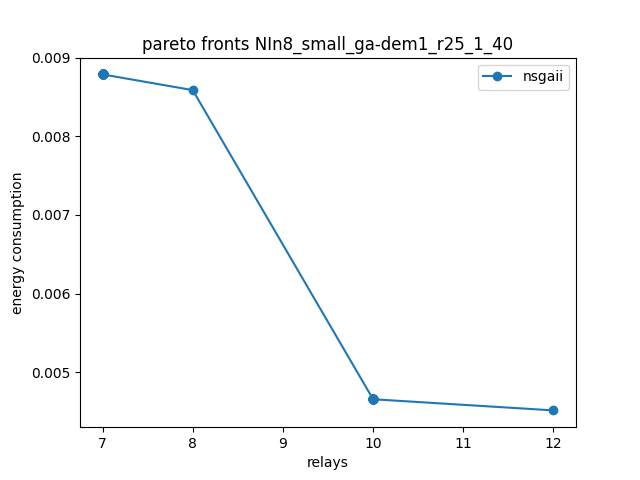 pareto fronts NIn8_small_ga-dem1_r25_1_40
nsgaii
0.009
0.008
0.007
0.006
0.005
energy consumption
7 8 9 10 11 12
relays